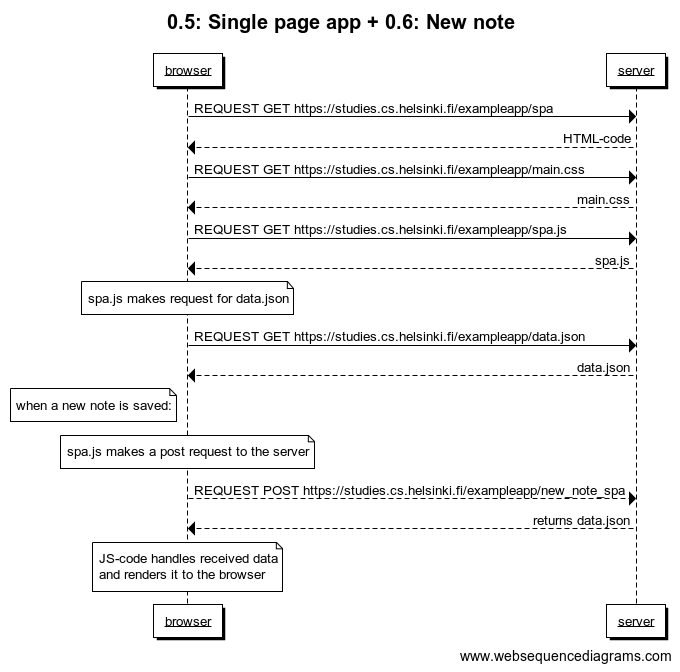 0.5: Single page app + 0.6: New note
browser
server
REQUEST GET https://studies.cs.helsinki.fi/exampleapp/spa
HTML-code
REQUEST GET https://studies.cs.helsinki.fi/exampleapp/main.css
main.css
REQUEST GET https://studies.cs.helsinki.fi/exampleapp/spa.js
spa.js
spa.js makes request for data.json
REQUEST GET https://studies.cs.helsinki.fi/exampleapp/data.json
data.json
when a new note is saved:
spa.js makes a post request to the server
REQUEST POST https://studies.cs.helsinki.fi/exampleapp/new_note_spa
returns data.json
JS-code handles received data
and renders it to the browser
browser
server
www.websequencediagrams.com